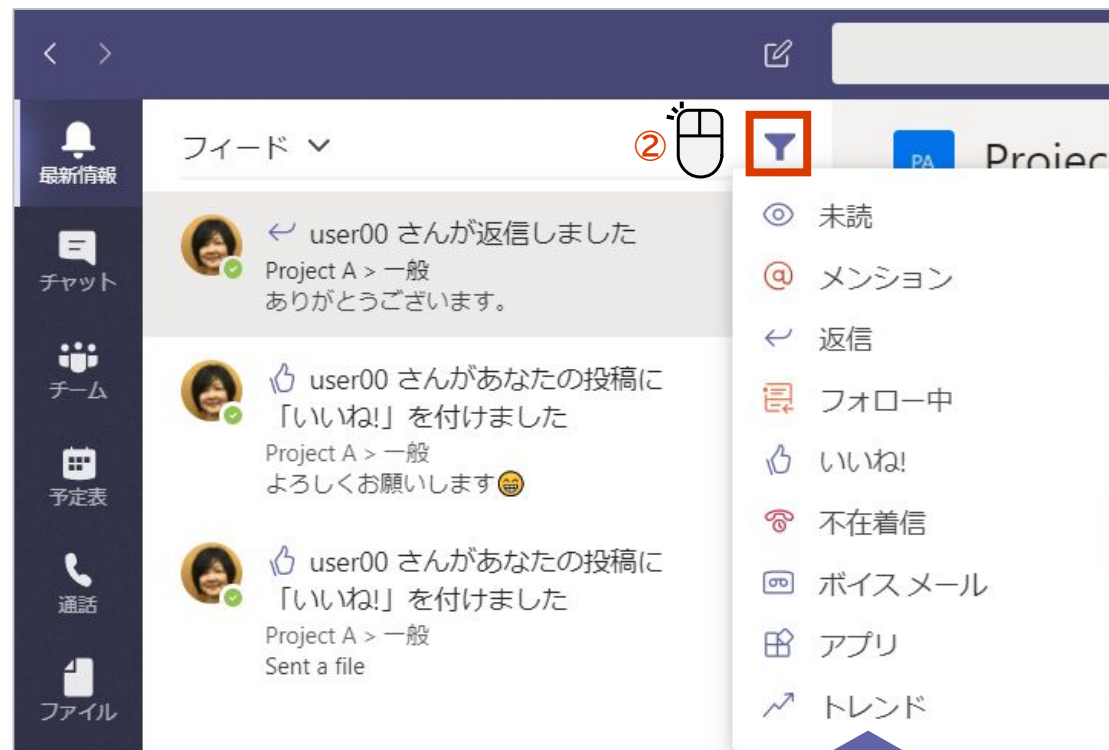 最新情報
チャット
チーム
予定表
通話
ファイル
フィード
②
user00 さんが返信しました
Project A > 一般
ありがとうございます。
user00 さんがあなたの投稿に
「いいね!」を付けました
Project A > 一般
よろしくお願いします😁
user00 さんがあなたの投稿に
「いいね!」を付けました
Project A > 一般
Sent a file
PA
Projec
未読
メンション
返信
フォロー中
いいね!
不在着信
ボイス メール
アプリ
トレンド